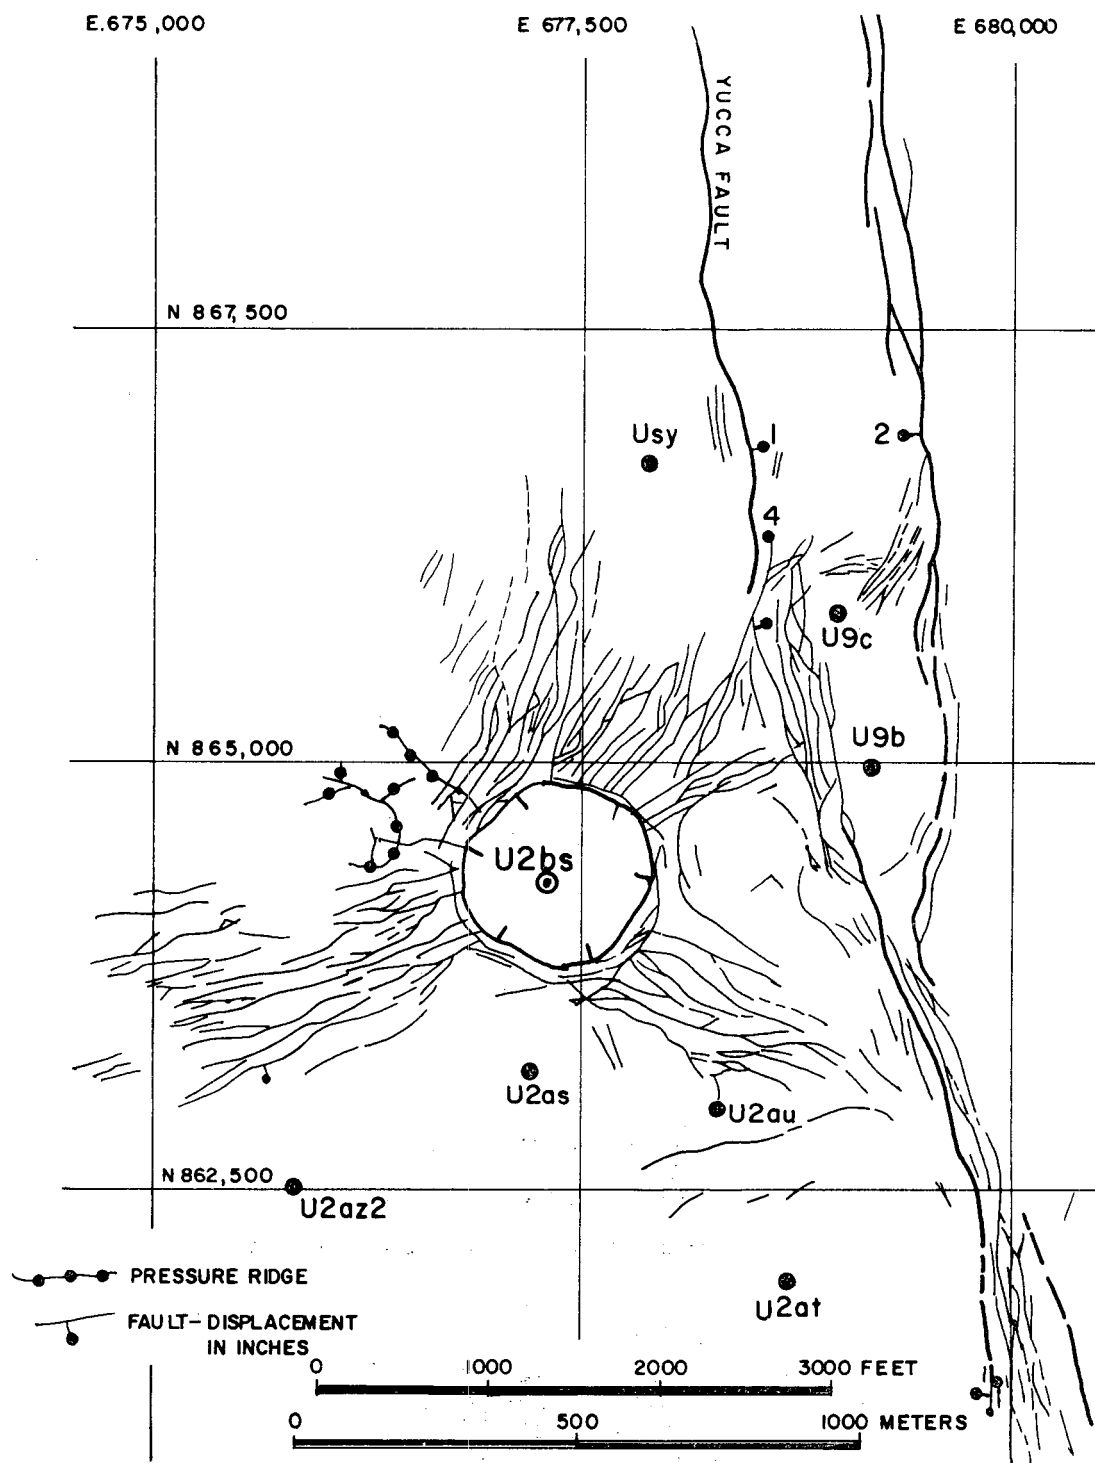 E.675,000
E 677,500
E 680,000
YUCCA FAULT
N 867,500
Usy
1
2
4
U9c
U9b
N 865,000
U2bs
U2as
U2au
N 862,500
U2az2
U2at
PRESSURE RIDGE
FAULT-DISPLACEMENT
IN INCHES
0 1000 2000 3000 FEET
0 500 1000 METERS